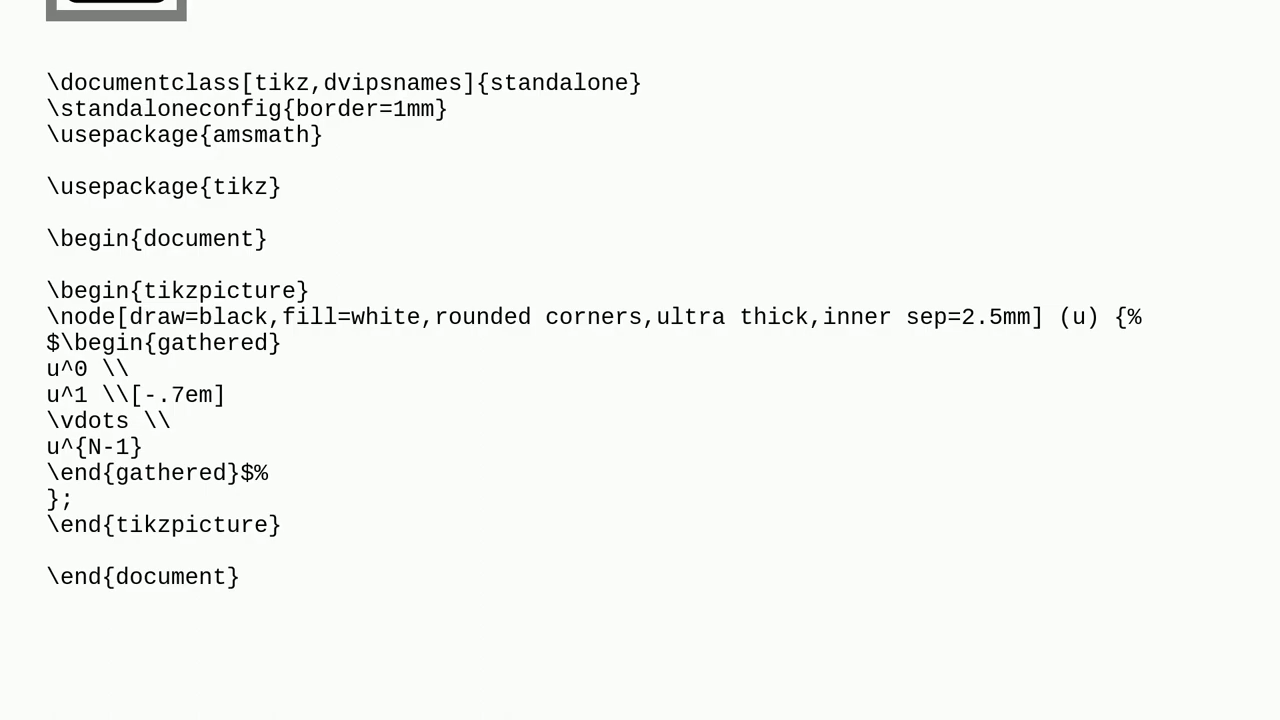 \documentclass[tikz,dvipsnames]{standalone}
\standaloneconfig{border=1mm}
\usepackage{amsmath}
\usepackage{tikz}
\begin{document}
\begin{tikzpicture}
\node[draw=black,fill=white,rounded corners,ultra thick,inner sep=2.5mm] (u) {%
$\begin{gathered}
u^0 \\
u^1 \\[-.7em]
\vdots \\
u^{N-1}
\end{gathered}$%
};
\end{tikzpicture}
\end{document}